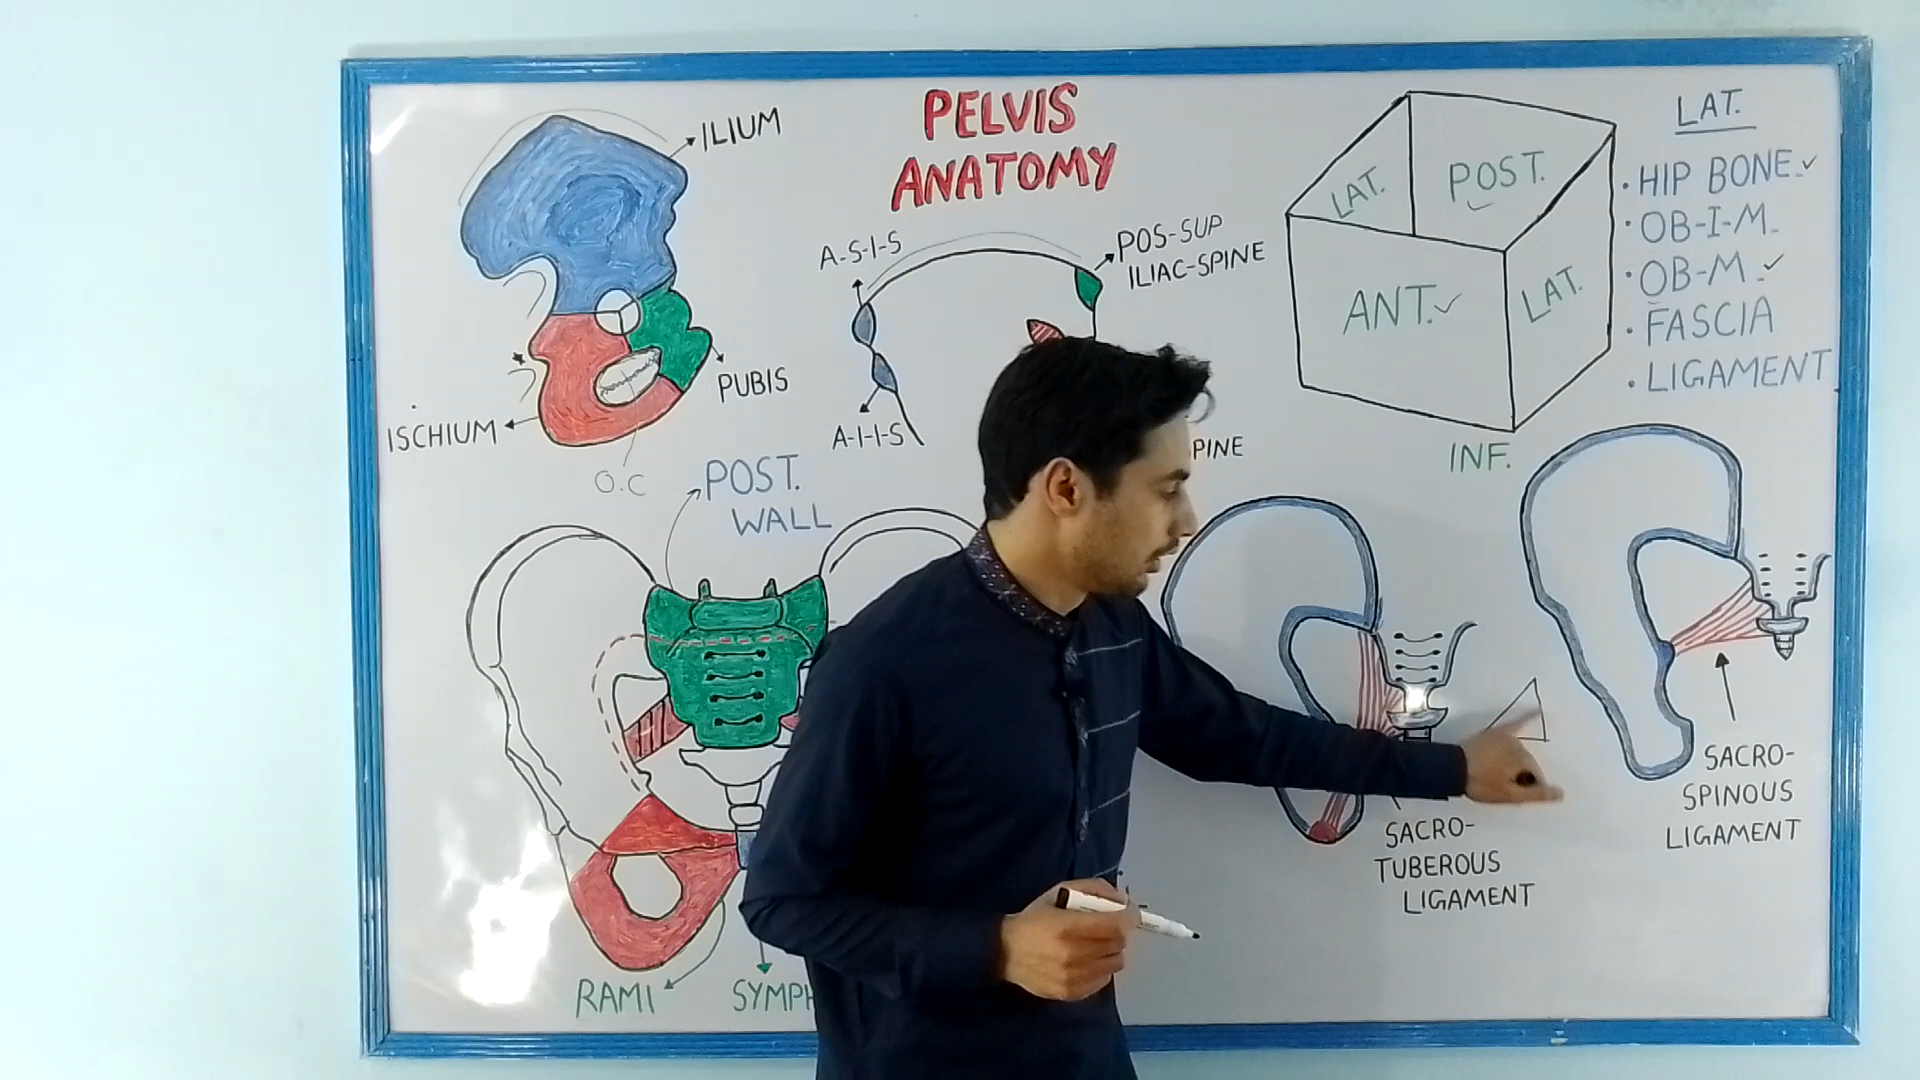 PELVIS
ANATOMY
ILIUM
PUBIS
ISCHIUM
O.C
A-S-I-S
POS-SUP
ILIAC-SPINE
A-I-I-S
PINE
LAT.
POST.
ANT.
LAT.
INF.
LAT.
• HIP BONE
• OB-I-M
• OB-M
• FASCIA
• LIGAMENT
POST.
WALL
RAMI
SYMPH
SACRO-
TUBEROUS
LIGAMENT
SACRO-
SPINOUS
LIGAMENT